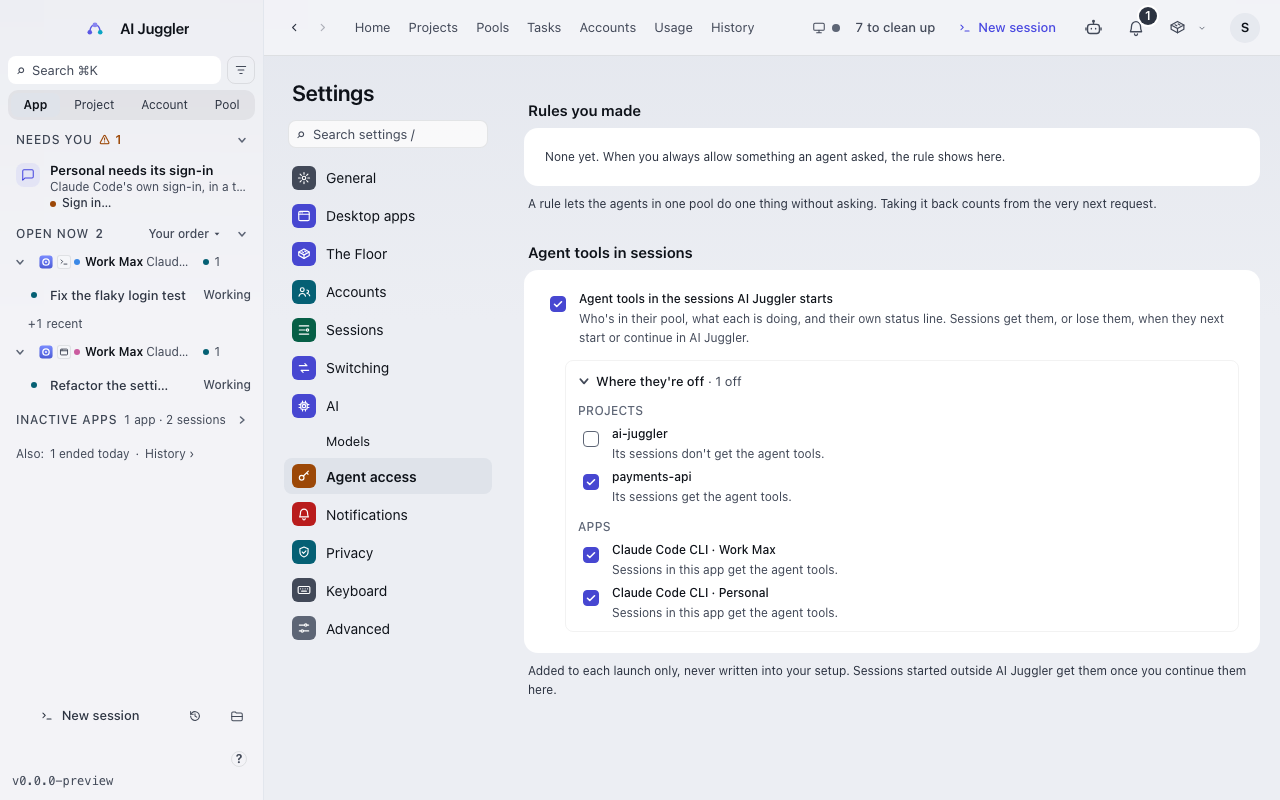 AI Juggler
Search ⌘K
App Project Account Pool
NEEDS YOU 1
Personal needs its sign-in
Claude Code's own sign-in, in a t...
Sign in...
OPEN NOW 2 Your order
Work Max Claud... 1
Fix the flaky login test Working
+1 recent
Work Max Claud... 1
Refactor the setti... Working
INACTIVE APPS 1 app · 2 sessions
Also: 1 ended today · History ›
New session
?
v0.0.0-preview
Home Projects Pools Tasks Accounts Usage History
7 to clean up
New session
1
S
Settings
Search settings /
General
Desktop apps
The Floor
Accounts
Sessions
Switching
AI
Models
Agent access
Notifications
Privacy
Keyboard
Advanced
Rules you made
None yet. When you always allow something an agent asked, the rule shows here.
A rule lets the agents in one pool do one thing without asking. Taking it back counts from the very next request.
Agent tools in sessions
Agent tools in the sessions AI Juggler starts
Who's in their pool, what each is doing, and their own status line. Sessions get them, or lose them, when they next
start or continue in AI Juggler.
Where they're off · 1 off
PROJECTS
ai-juggler
Its sessions don't get the agent tools.
payments-api
Its sessions get the agent tools.
APPS
Claude Code CLI · Work Max
Sessions in this app get the agent tools.
Claude Code CLI · Personal
Sessions in this app get the agent tools.
Added to each launch only, never written into your setup. Sessions started outside AI Juggler get them once you continue them
here.